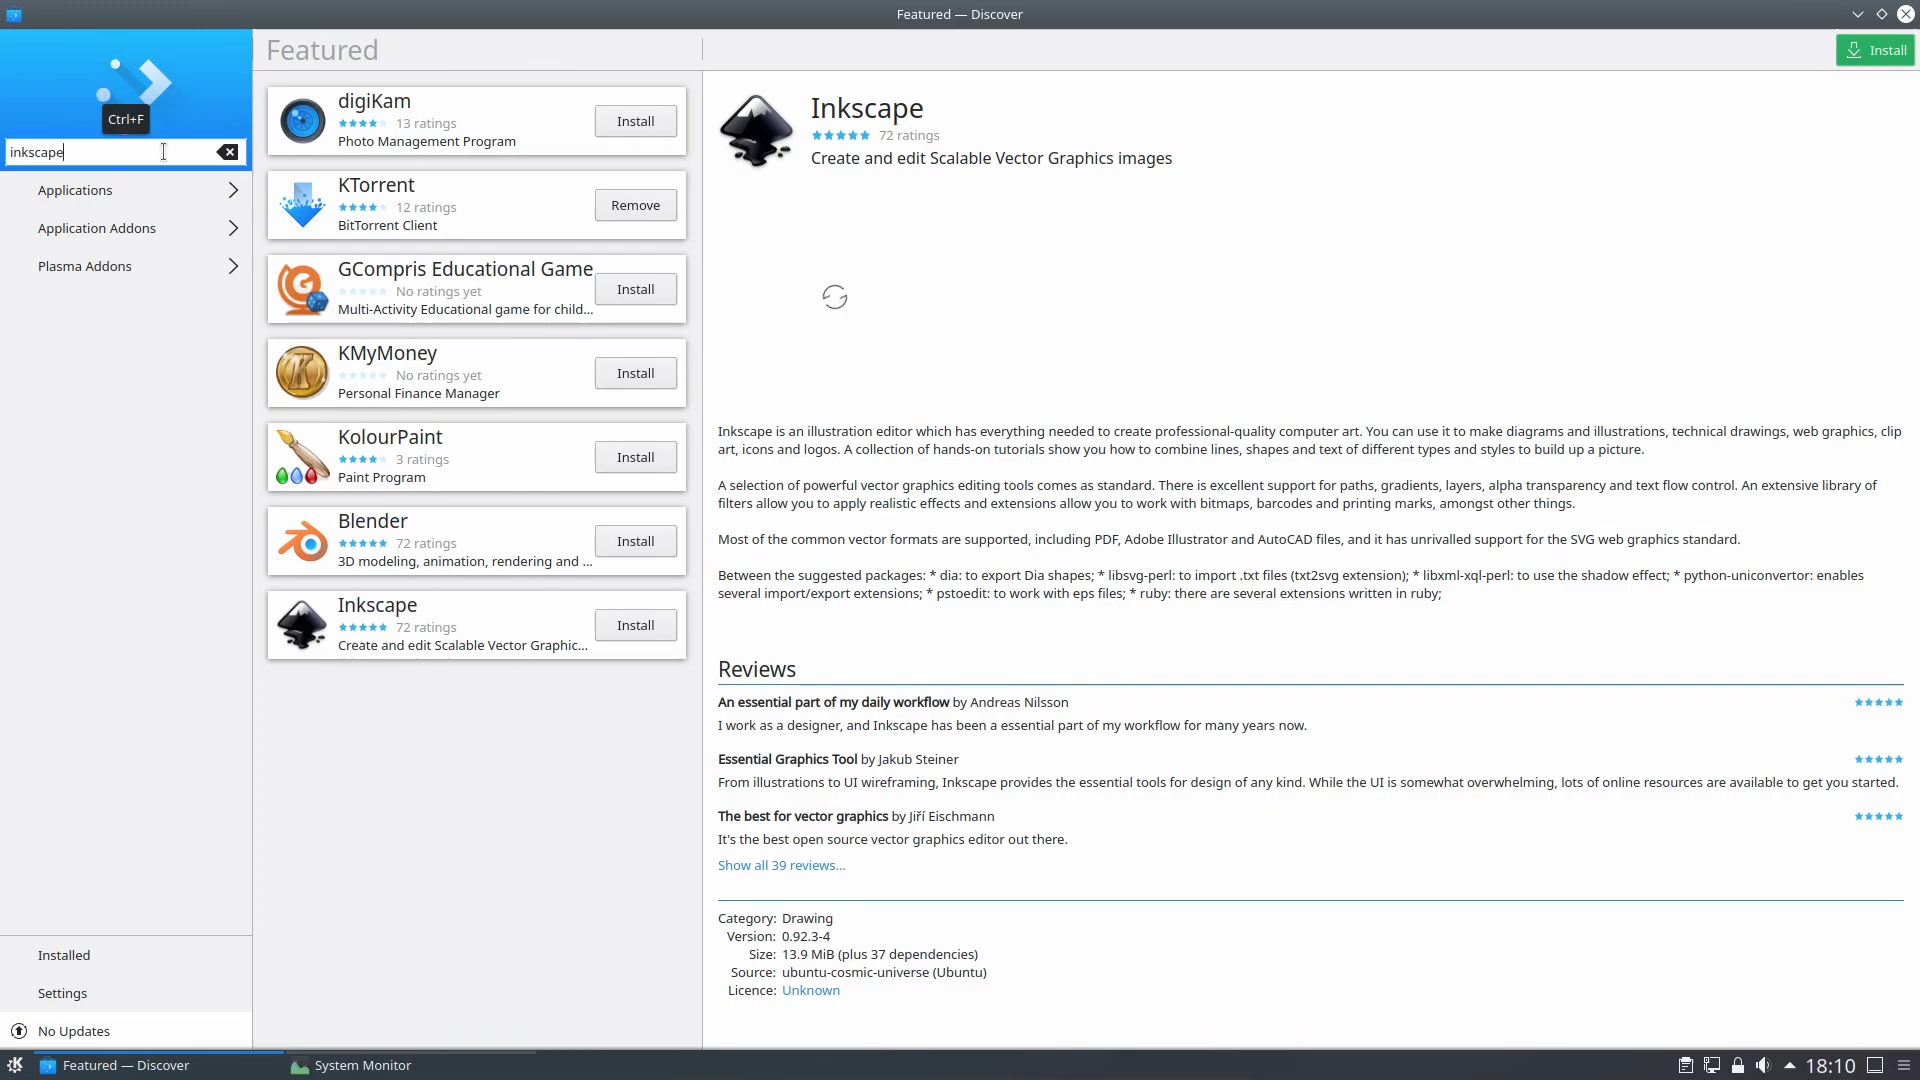 Featured — Discover
Ctrl+F
inkscape
Applications
Application Addons
Plasma Addons
Installed
Settings
No Updates
Featured
digiKam
13 ratings
Photo Management Program
Install
KTorrent
12 ratings
BitTorrent Client
Remove
GCompris Educational Game
No ratings yet
Multi-Activity Educational game for child...
Install
KMyMoney
No ratings yet
Personal Finance Manager
Install
KolourPaint
3 ratings
Paint Program
Install
Blender
72 ratings
3D modeling, animation, rendering and ...
Install
Inkscape
72 ratings
Create and edit Scalable Vector Graphic...
Install
Install
Inkscape
72 ratings
Create and edit Scalable Vector Graphics images
Inkscape is an illustration editor which has everything needed to create professional-quality computer art. You can use it to make diagrams and illustrations, technical drawings, web graphics, clip
art, icons and logos. A collection of hands-on tutorials show you how to combine lines, shapes and text of different types and styles to build up a picture.
A selection of powerful vector graphics editing tools comes as standard. There is excellent support for paths, gradients, layers, alpha transparency and text flow control. An extensive library of
filters allow you to apply realistic effects and extensions allow you to work with bitmaps, barcodes and printing marks, amongst other things.
Most of the common vector formats are supported, including PDF, Adobe Illustrator and AutoCAD files, and it has unrivalled support for the SVG web graphics standard.
Between the suggested packages: * dia: to export Dia shapes; * libsvg-perl: to import .txt files (txt2svg extension); * libxml-xql-perl: to use the shadow effect; * python-uniconvertor: enables
several import/export extensions; * pstoedit: to work with eps files; * ruby: there are several extensions written in ruby;
Reviews
An essential part of my daily workflow by Andreas Nilsson
I work as a designer, and Inkscape has been a essential part of my workflow for many years now.
Essential Graphics Tool by Jakub Steiner
From illustrations to UI wireframing, Inkscape provides the essential tools for design of any kind. While the UI is somewhat overwhelming, lots of online resources are available to get you started.
The best for vector graphics by Jiří Eischmann
It's the best open source vector graphics editor out there.
Show all 39 reviews...
Category: Drawing
Version: 0.92.3-4
Size: 13.9 MiB (plus 37 dependencies)
Source: ubuntu-cosmic-universe (Ubuntu)
Licence: Unknown
Featured — Discover
System Monitor
18:10